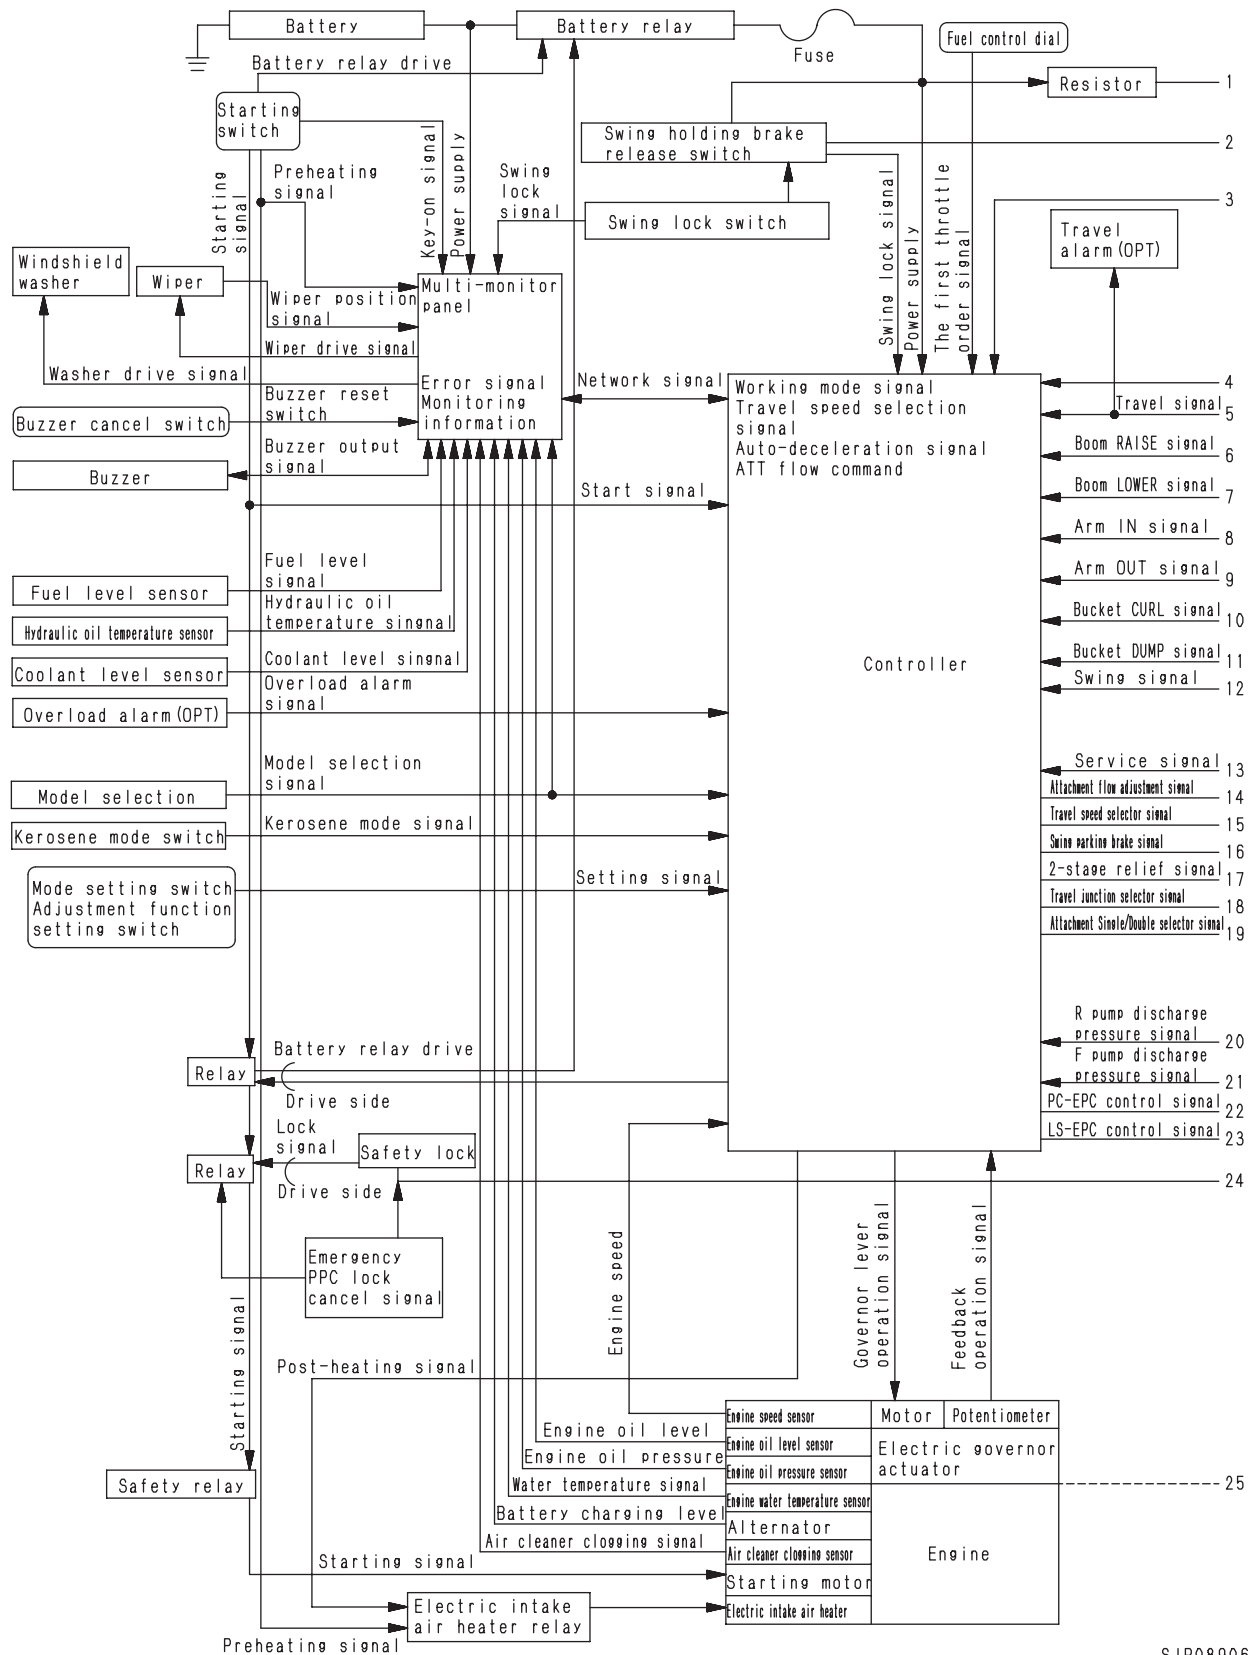 Battery
Battery relay
Fuse
Fuel control dial
Battery relay drive
Resistor
1
Starting
switch
Key-on signal
Power supply
Swing holding brake
release switch
2
Preheating
signal
Starting
signal
Swing
lock
signal
Swing lock switch
Swing lock signal
Power supply
The first throttle
order signal
3
Travel
alarm(OPT)
Windshield
washer
Wiper
Multi-monitor
panel
Wiper position
signal
Wiper drive signal
Washer drive signal
Error signal
Monitoring
information
Network signal
Working mode signal
Travel speed selection
signal
Auto-deceleration signal
ATT flow command
4
Travel signal
5
Buzzer reset
switch
Buzzer cancel switch
Buzzer output
signal
Buzzer
Boom RAISE signal
6
Start signal
Boom LOWER signal
7
Arm IN signal
8
Fuel level
signal
Fuel level sensor
Arm OUT signal
9
Hydraulic oil
temperature singnal
Hydraulic oil temperature sensor
Bucket CURL signal
10
Coolant level singnal
Coolant level sensor
Controller
Bucket DUMP signal
11
Overload alarm
signal
Overload alarm(OPT)
Swing signal
12
Model selection
signal
Model selection
Service signal
13
Attachment flow adjustment signal
14
Kerosene mode signal
Kerosene mode switch
Travel speed selector signal
15
Swing parking brake signal
16
Mode setting switch
Adjustment function
setting switch
Setting signal
2-stage relief signal
17
Travel junction selector signal
18
Attachment Single/Double selector signal
19
R pump discharge
pressure signal
20
Battery relay drive
Relay
Drive side
F pump discharge
pressure signal
21
PC-EPC control signal
22
Lock
signal
Safety lock
LS-EPC control signal
23
Relay
Drive side
24
Emergency
PPC lock
cancel signal
Engine speed
Governor lever
operation signal
Feedback
operation signal
Starting signal
Post-heating signal
Engine speed sensor
Motor
Potentiometer
Engine oil level
Engine oil level sensor
Electric governor
actuator
Engine oil pressure
Engine oil pressure sensor
Safety relay
25
Water temperature signal
Engine water temperature sensor
Battery charging level
Alternator
Air cleaner clogging signal
Air cleaner clogging sensor
Engine
Starting signal
Starting motor
Electric intake
air heater relay
Electric intake air heater
Preheating signal
SJP08906